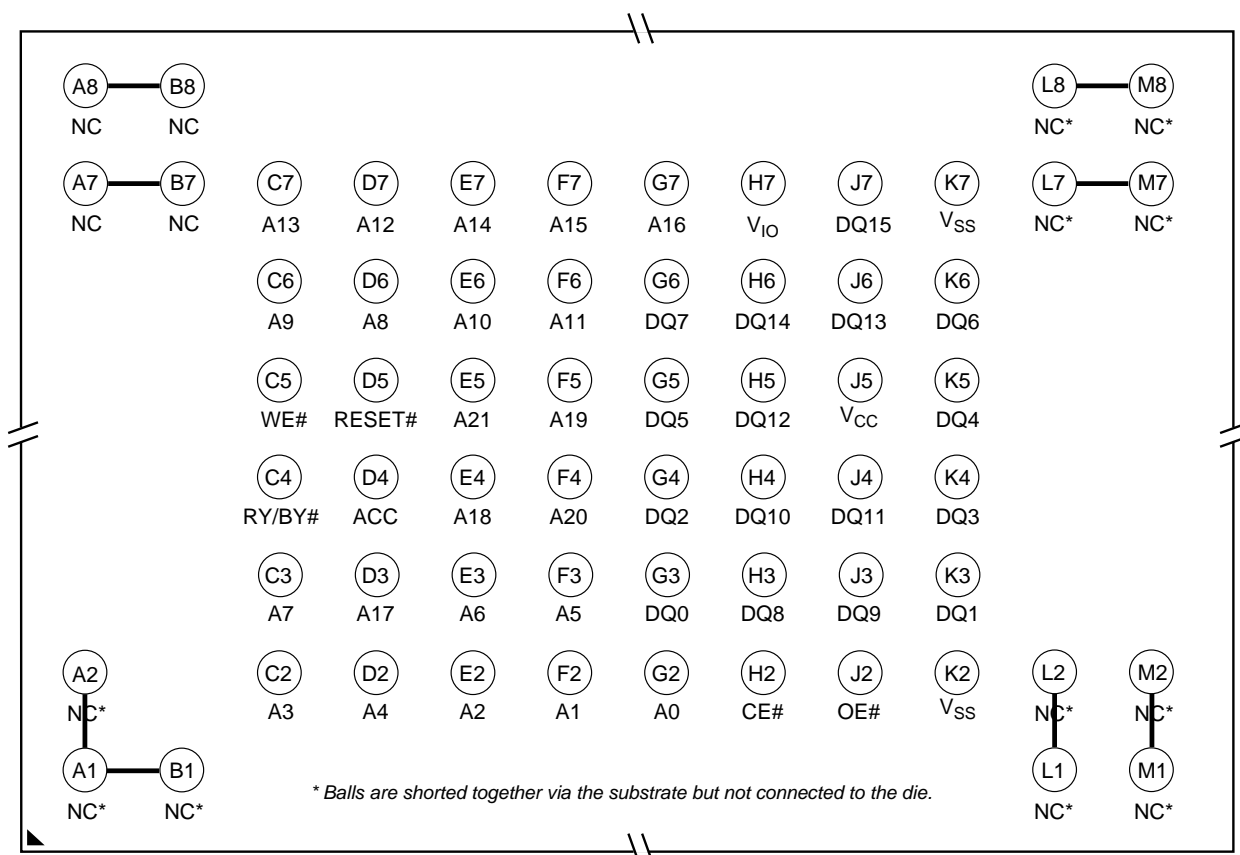 A8 B8 L8 M8
NC NC NC* NC*
A7 B7 C7 D7 E7 F7 G7 H7 J7 K7 L7 M7
NC NC A13 A12 A14 A15 A16 VIO DQ15 VSS NC* NC*
C6 D6 E6 F6 G6 H6 J6 K6
A9 A8 A10 A11 DQ7 DQ14 DQ13 DQ6
C5 D5 E5 F5 G5 H5 J5 K5
WE# RESET# A21 A19 DQ5 DQ12 VCC DQ4
C4 D4 E4 F4 G4 H4 J4 K4
RY/BY# ACC A18 A20 DQ2 DQ10 DQ11 DQ3
C3 D3 E3 F3 G3 H3 J3 K3
A7 A17 A6 A5 DQ0 DQ8 DQ9 DQ1
A2 C2 D2 E2 F2 G2 H2 J2 K2 L2 M2
NC* A3 A4 A2 A1 A0 CE# OE# VSS NC* NC*
A1 B1 L1 M1
* Balls are shorted together via the substrate but not connected to the die.
NC* NC* NC* NC*